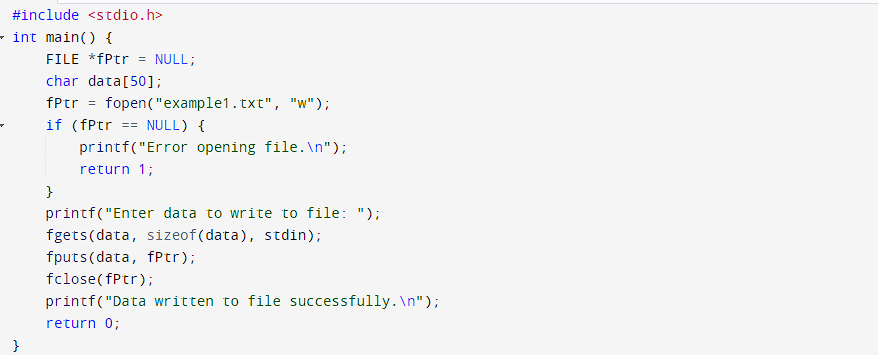 #include <stdio.h>
int main() {
    FILE *fPtr = NULL;
    char data[50];
    fPtr = fopen("example1.txt", "w");
    if (fPtr == NULL) {
        printf("Error opening file.\n");
        return 1;
    }
    printf("Enter data to write to file: ");
    fgets(data, sizeof(data), stdin);
    fputs(data, fPtr);
    fclose(fPtr);
    printf("Data written to file successfully.\n");
    return 0;
}